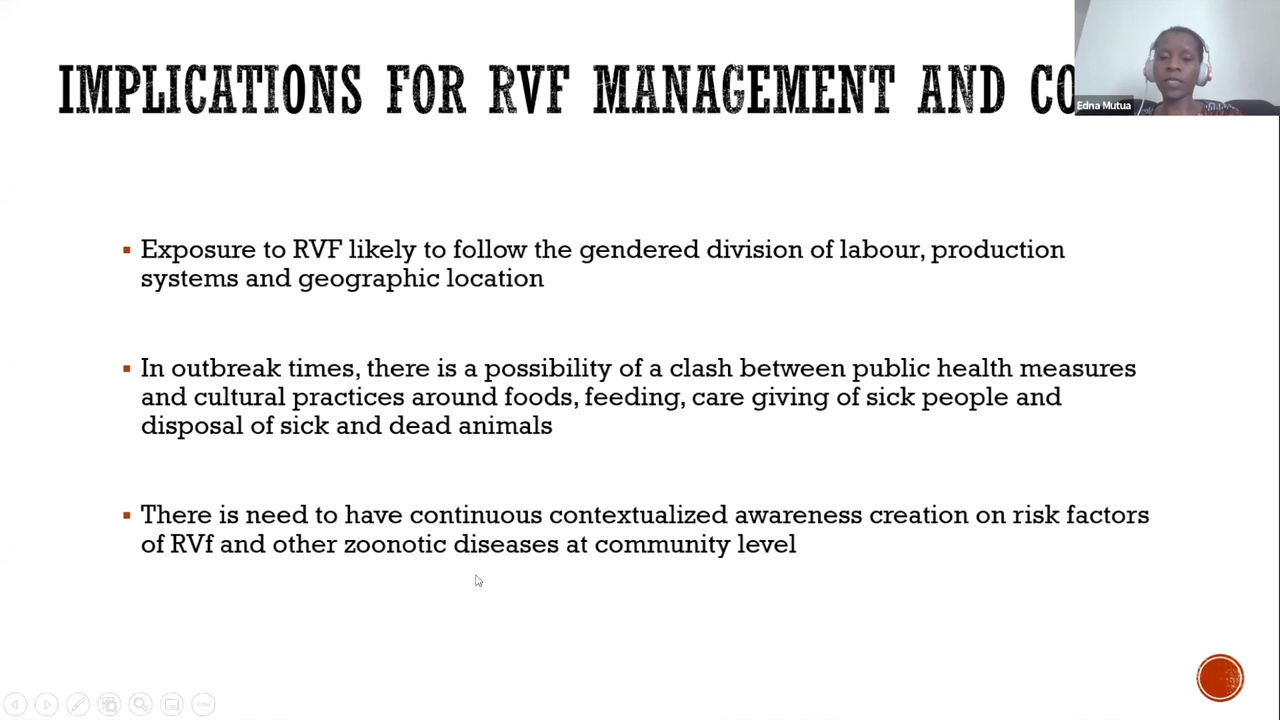 IMPLICATIONS FOR RVF MANAGEMENT AND CO
Edna Mutua
Exposure to RVF likely to follow the gendered division of labour, production
systems and geographic location
In outbreak times, there is a possibility of a clash between public health measures
and cultural practices around foods, feeding, care giving of sick people and
disposal of sick and dead animals
There is need to have continuous contextualized awareness creation on risk factors
of RVf and other zoonotic diseases at community level